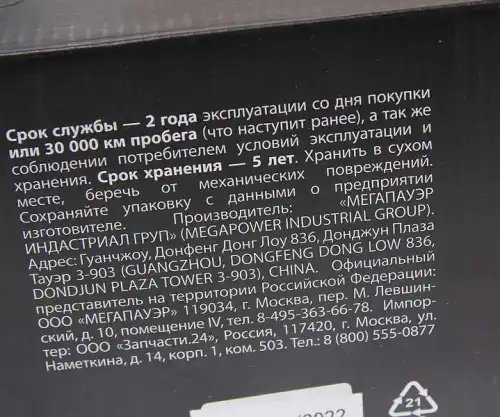 Срок службы — 2 года эксплуатации со дня покупки
или 30 000 км пробега (что наступит ранее), а так же
соблюдении потребителем условий эксплуатации и
хранения. Срок хранения — 5 лет. Хранить в сухом
месте, беречь от механических повреждений.
Сохраняйте упаковку с данными о предприятии
изготовителе. Производитель: «МЕГАПАУЭР
ИНДАСТРИАЛ ГРУП» (MEGAPOWER INDUSTRIAL GROUP).
Адрес: Гуанчжоу, Донфенг Донг Лоу 836, Донджун Плаза
Тауэр 3-903 (GUANGZHOU, DONGFENG DONG LOW 836,
DONDJUN PLAZA TOWER 3-903), CHINA. Официальный
представитель на территории Российской Федерации:
ООО «МЕГАПАУЭР» 119034, г. Москва, пер. М. Левшин-
ский, д. 10, помещение IV, тел. 8-495-363-66-78. Импор-
тер: ООО «Запчасти.24», Россия, 117420, г. Москва, ул.
Наметкина, д. 14, корп. 1, ком. 503. Тел.: 8 (800) 555-0877
/2022
21